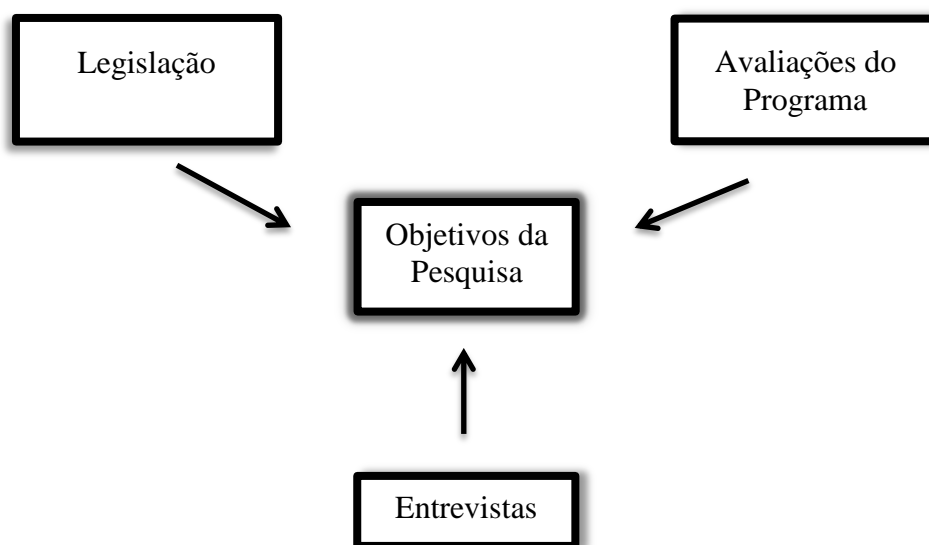 Legislação
Avaliações do
Programa
Objetivos da
Pesquisa
Entrevistas